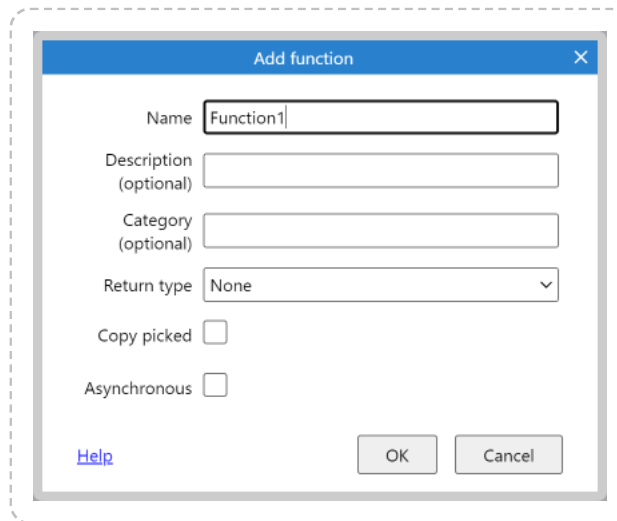 Add function
Name Function1
Description
(optional)
Category
(optional)
Return type None
Copy picked
Asynchronous
Help OK Cancel